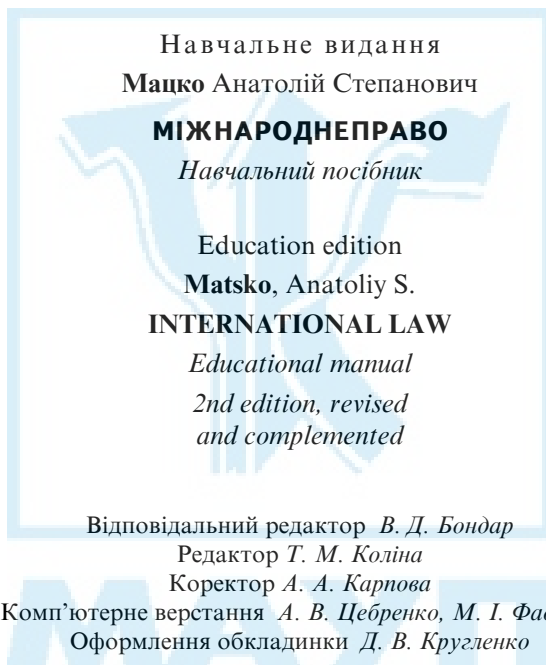 Навчальне видання
Мацко Анатолій Степанович
МІЖНАРОДНЕПРАВО
Навчальний посібник
Education edition
Matsko, Anatoliy S.
INTERNATIONAL LAW
Educational manual
2nd edition, revised
and complemented
Відповідальний редактор В. Д. Бондар
Редактор Т. М. Коліна
Коректор А. А. Карпова
Комп’ютерне верстання А. В. Цебренко, М. І.
Оформлення обкладинки Д. В. Кругленко